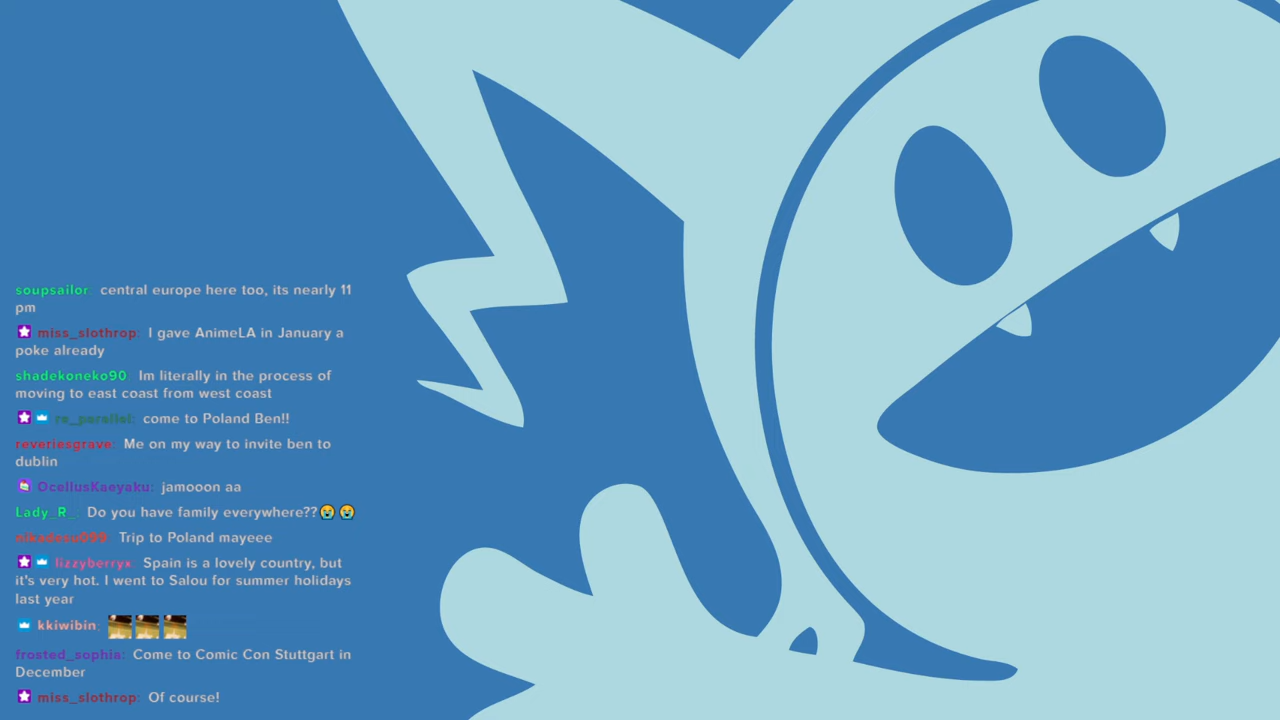 soupsailor: central europe here too, its nearly 11
pm
miss_slothrop: I gave AnimeLA in January a
poke already
shadekoneko90: Im literally in the process of
moving to east coast from west coast
re_parallel: come to Poland Ben!!
reveriesgrave: Me on my way to invite ben to
dublin
OcellusKaeyaku: jamooon aa
Lady_R_: Do you have family everywhere??😭 😭
nikadesu099: Trip to Poland mayeee
lizzyberryx: Spain is a lovely country, but
it's very hot. I went to Salou for summer holidays
last year
kkiwibin:
frosted_sophia: Come to Comic Con Stuttgart in
December
miss_slothrop: Of course!